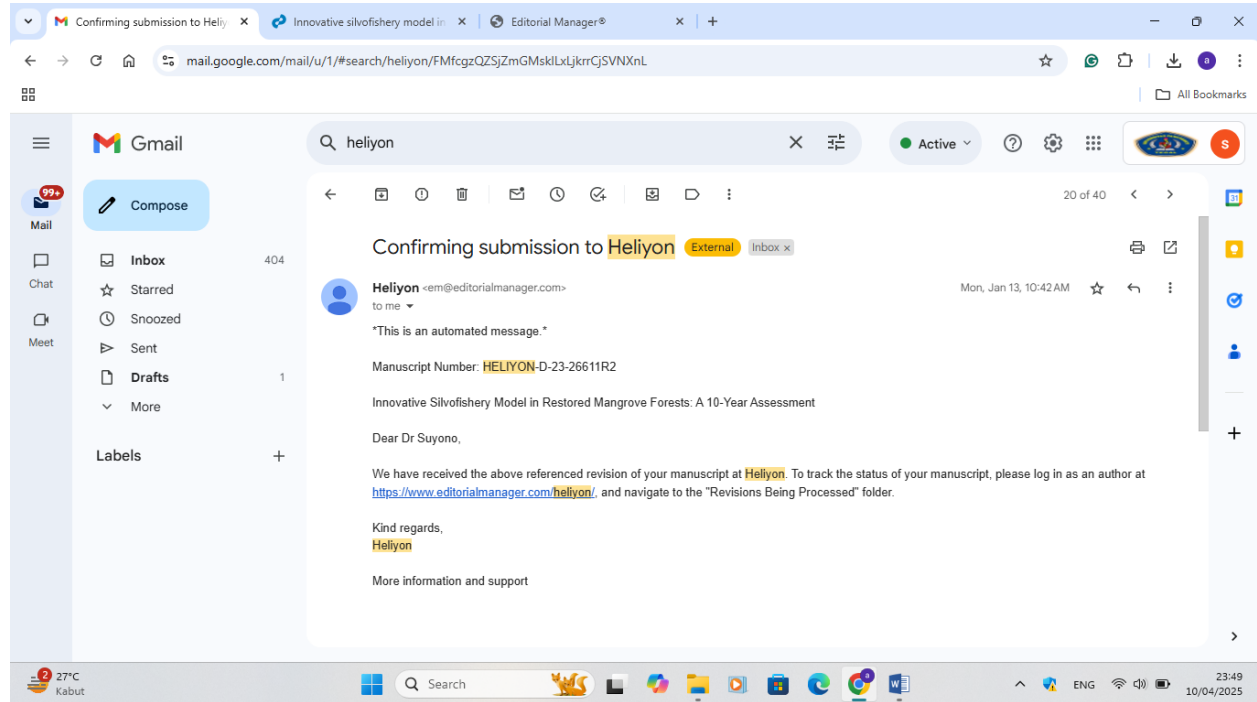 Confirming submission to Heliy
Innovative silvofishery model in
Editorial Manager®
mail.google.com/mail/u/1/#search/heliyon/FMfcgzQZSjZmGMsklLxLjkrrCjSVNXnL
a
All Bookmarks
Gmail
heliyon
Active
s
99+
Mail
Chat
Meet
Compose
Inbox 404
Starred
Snoozed
Sent
Drafts 1
More
Labels
20 of 40
31
Confirming submission to Heliyon External Inbox x
Heliyon <em@editorialmanager.com> Mon, Jan 13, 10:42 AM
to me
*This is an automated message.*
Manuscript Number: HELIYON-D-23-26611R2
Innovative Silvofishery Model in Restored Mangrove Forests: A 10-Year Assessment
Dear Dr Suyono,
We have received the above referenced revision of your manuscript at Heliyon. To track the status of your manuscript, please log in as an author at
https://www.editorialmanager.com/heliyon/, and navigate to the "Revisions Being Processed" folder.
Kind regards,
Heliyon
More information and support
2
27°C
Kabut
Search
ENG
23:49
10/04/2025